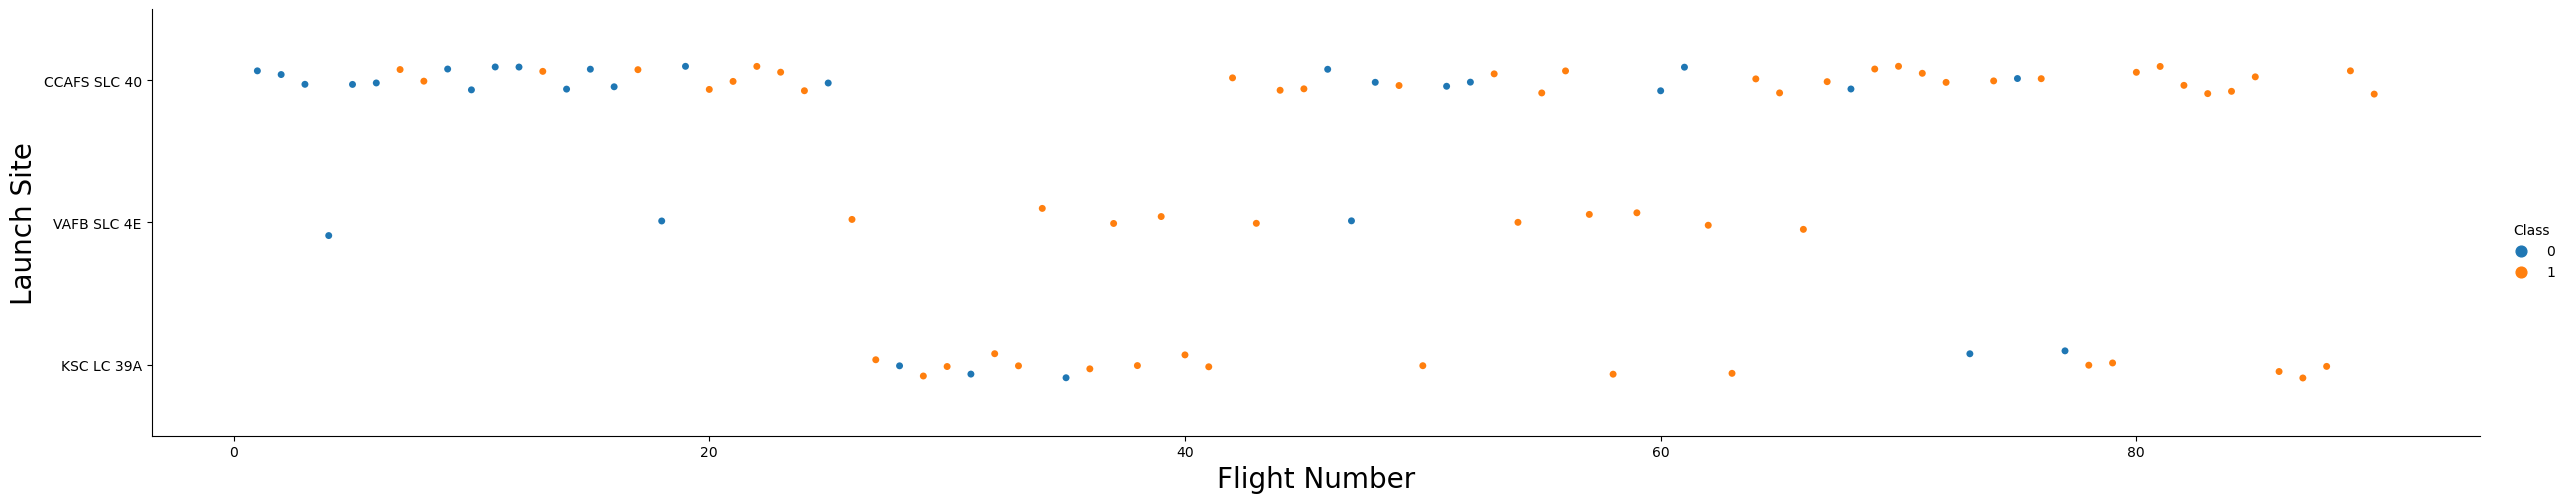 Launch Site
CCAFS SLC 40
VAFB SLC 4E
KSC LC 39A
0 20 40 60 80
Flight Number
Class
0
1